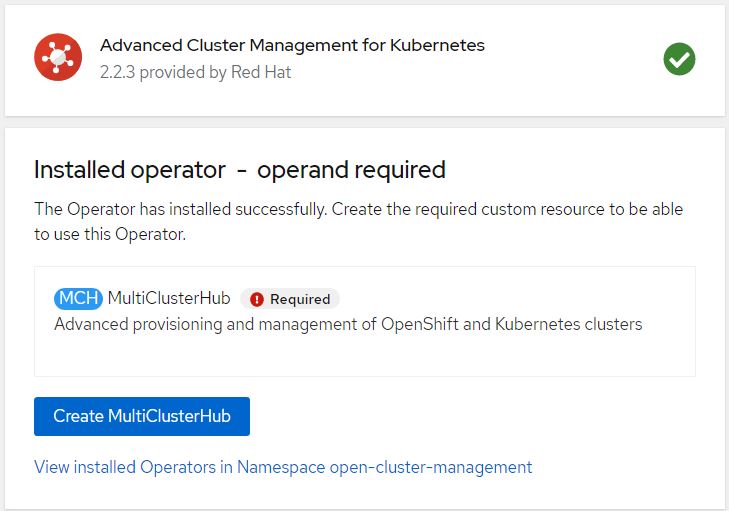 Advanced Cluster Management for Kubernetes
2.2.3 provided by Red Hat
Installed operator - operand required
The Operator has installed successfully. Create the required custom resource to be able
to use this Operator.
MCH MultiClusterHub Required
Advanced provisioning and management of OpenShift and Kubernetes clusters
Create MultiClusterHub
View installed Operators in Namespace open-cluster-management